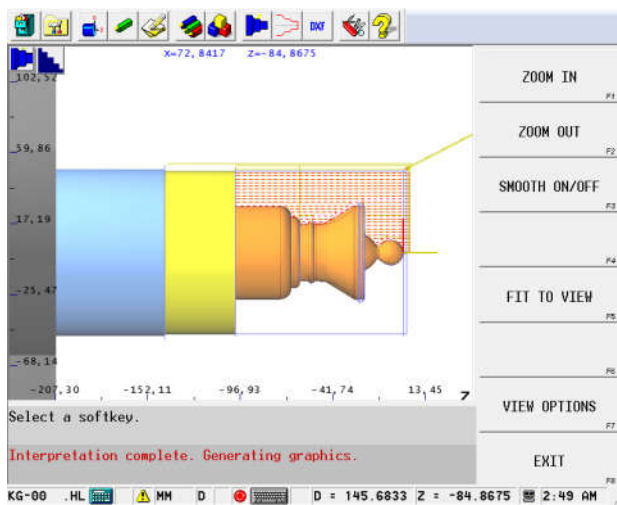 DXF
X=72,8417 Z=-84,8675
102,52
59,86
17,19
-25,47
-68,14
-207,30 -152,11 -96,93 -41,74 13,45 Z
ZOOM IN
F1
ZOOM OUT
F2
SMOOTH ON/OFF
F3
F4
FIT TO VIEW
F5
F6
VIEW OPTIONS
F7
EXIT
F8
Select a softkey.
Interpretation complete. Generating graphics.
KG-00 .HL MM D D = 145.6833 Z = -84.8675 2:49 AM